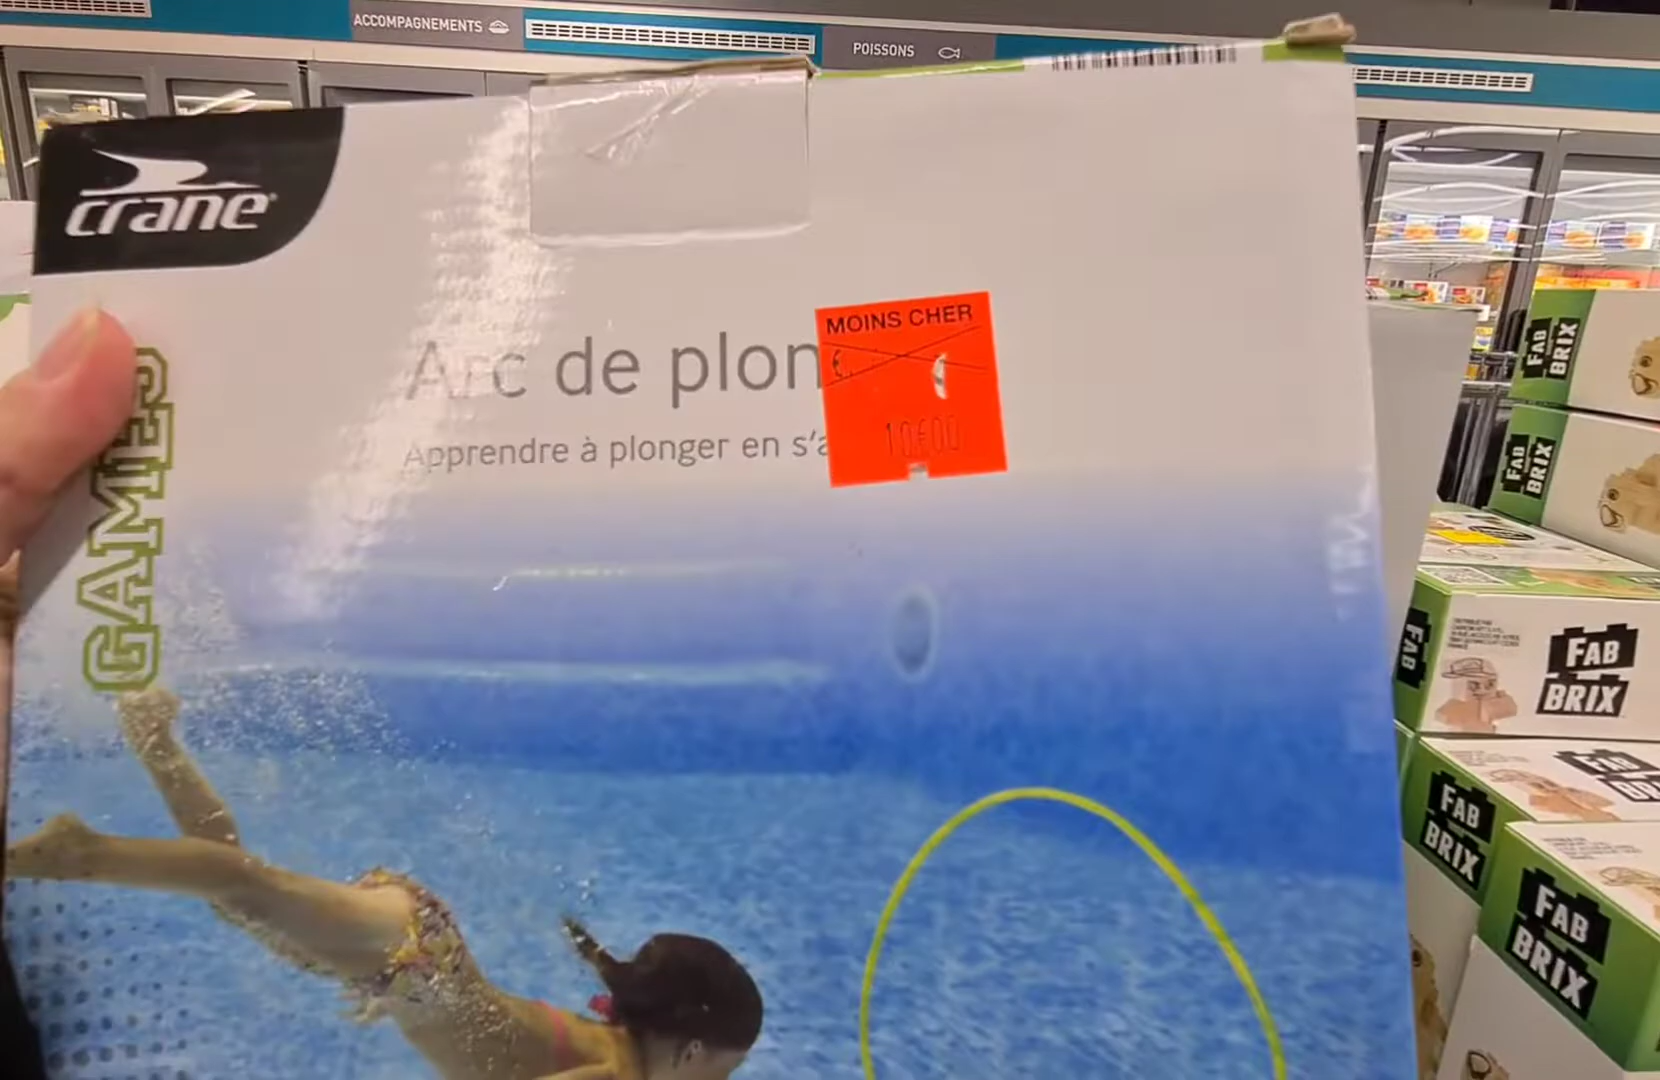 ACCOMPAGNEMENTS
POISSONS
crane
MOINS CHER
10€00
Arc de plon
Apprendre à plonger en s'a
GAMES
FAB
BRIX
FAB
BRIX
FAB
FAB
BRIX
FAB
BRIX
FAB
BRIX